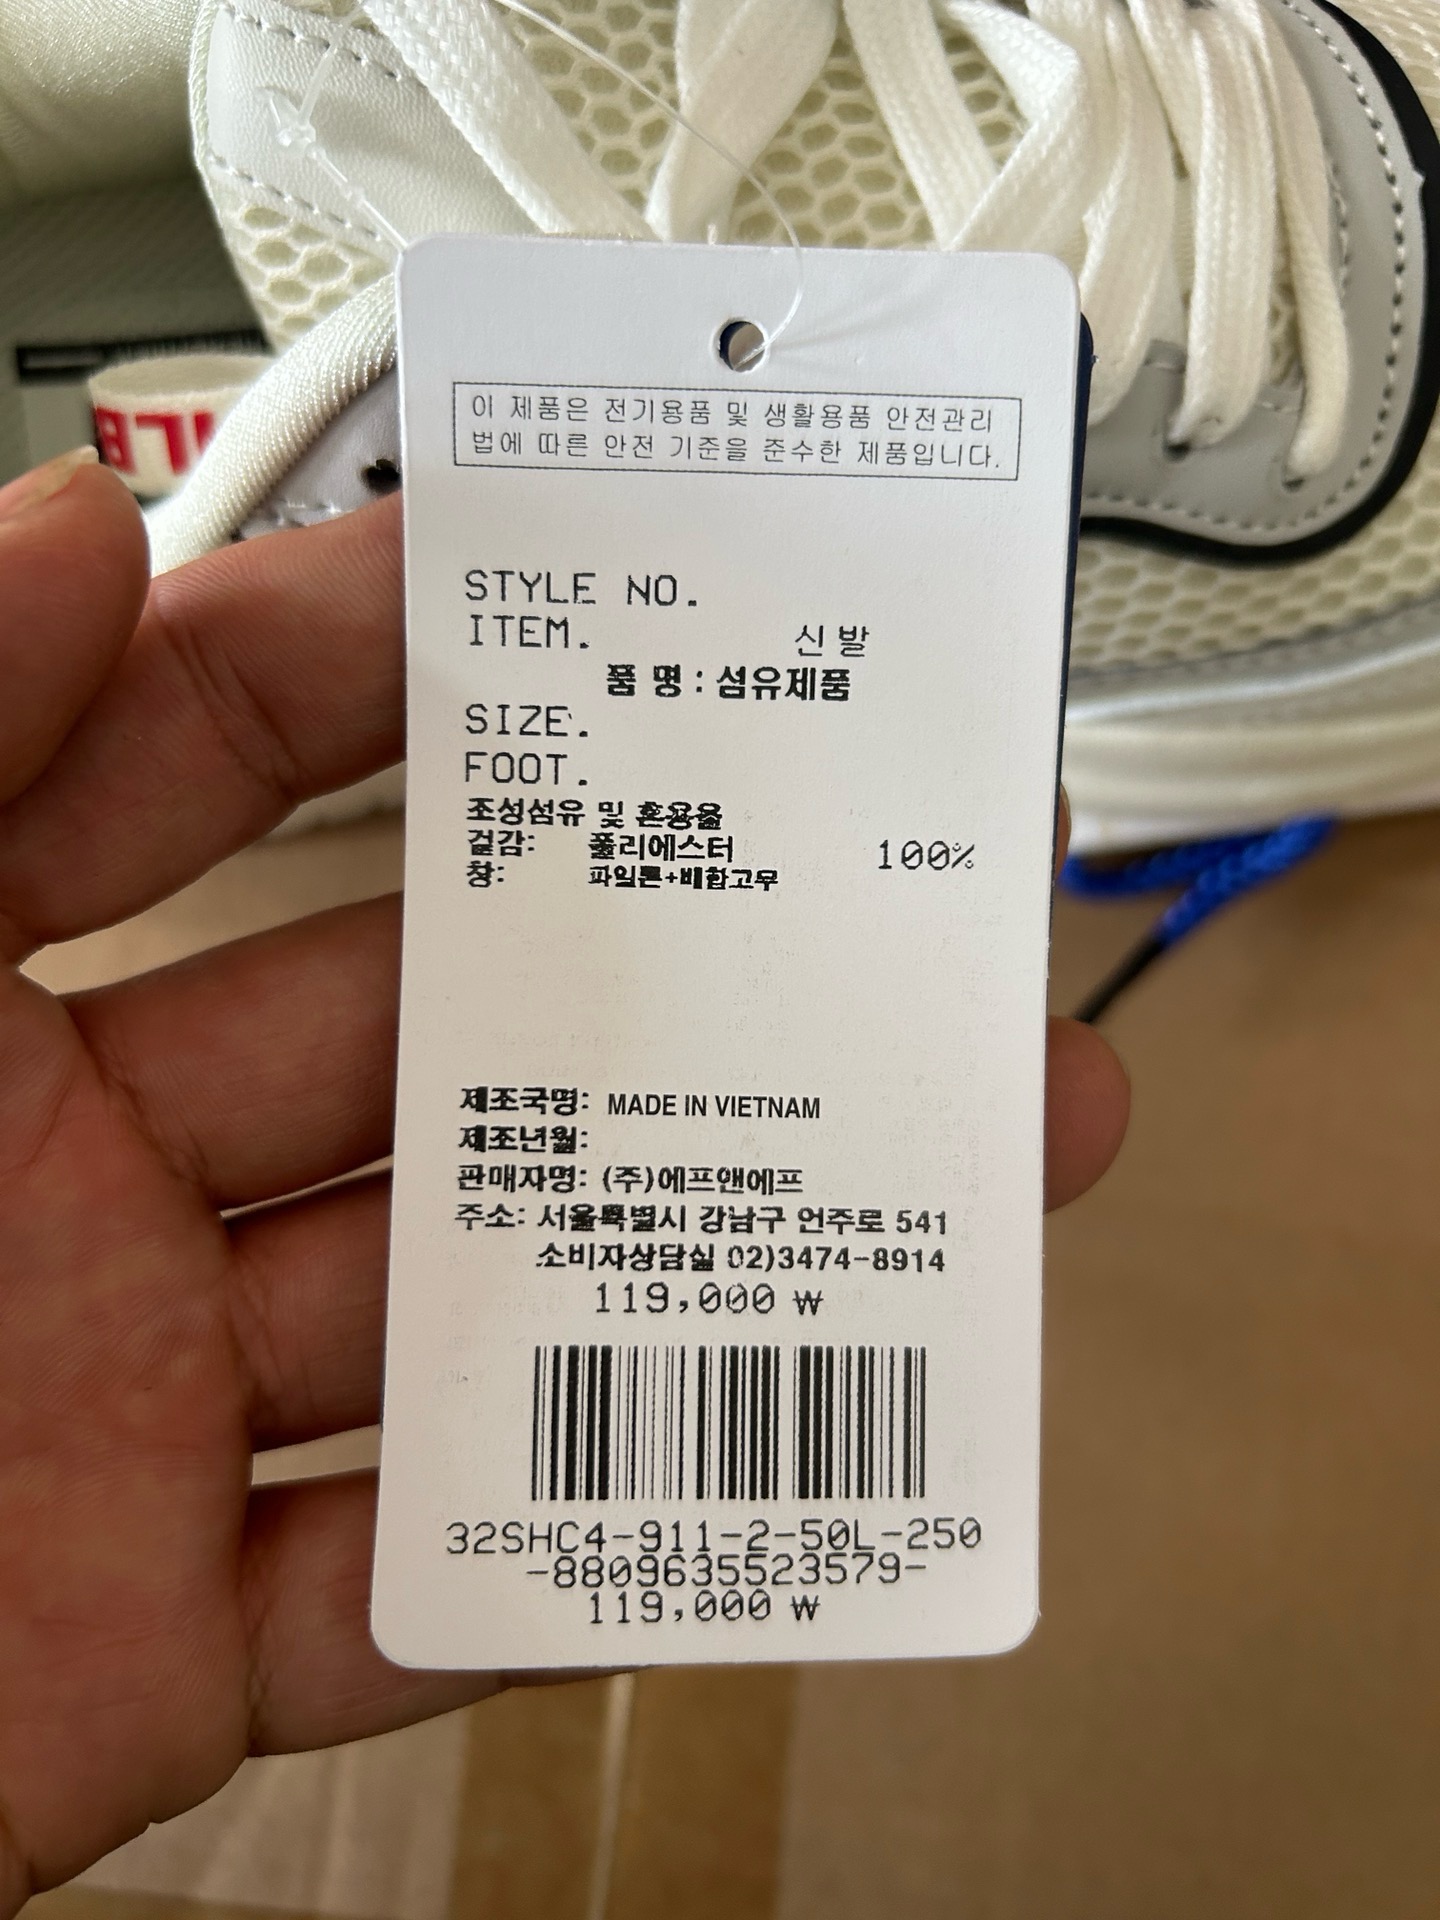 이 제품은 전기용품 및 생활용품 안전관리
법에 따른 안전 기준을 준수한 제품입니다.
STYLE NO.
ITEM. 신발
품 명 : 섬유제품
SIZE.
FOOT.
조성섬유 및 혼용율
겉감: 폴리에스터 100%
창: 파일론+배합고무
제조국명: MADE IN VIETNAM
제조년월:
판매자명: (주)에프앤에프
주소: 서울특별시 강남구 언주로 541
소비자상담실 02)3474-8914
119,000 ₩
32SHC4-911-2-50L-250
-8809635523579-
119,000 ₩